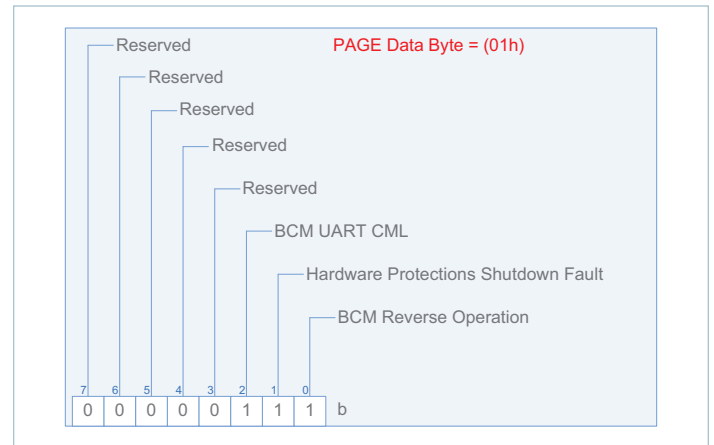 Reserved PAGE Data Byte = (01h)
Reserved
Reserved
Reserved
Reserved
BCM UART CML
Hardware Protections Shutdown Fault
BCM Reverse Operation
7 6 5 4 3 2 1 0
0 0 0 0 0 1 1 1 b